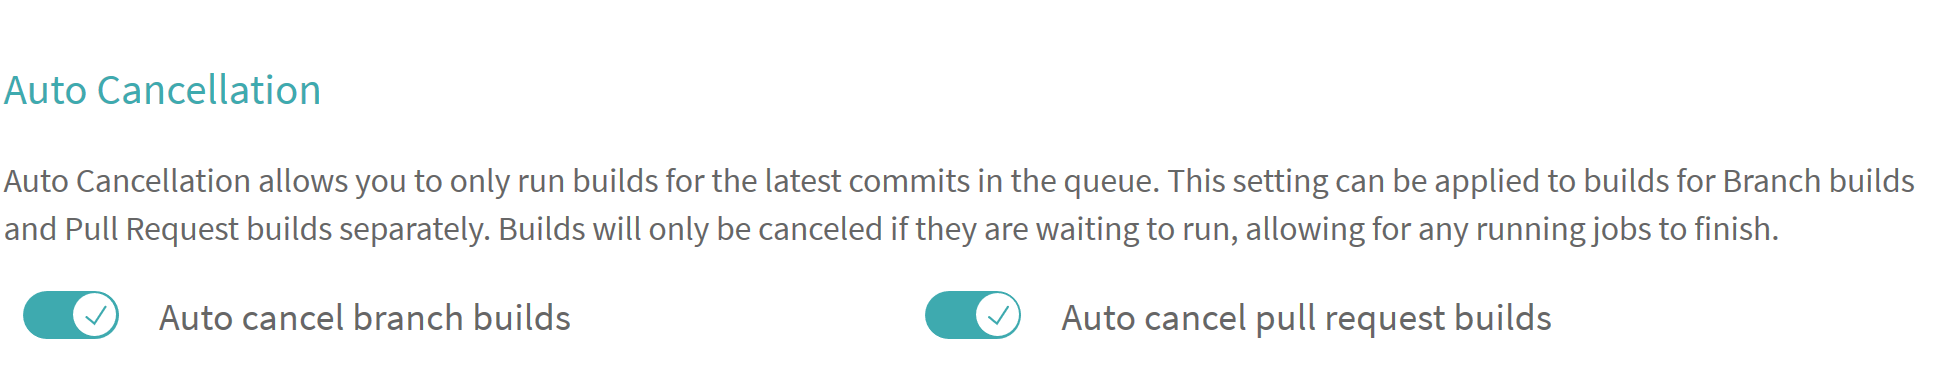 Auto Cancellation
Auto Cancellation allows you to only run builds for the latest commits in the queue. This setting can be applied to builds for Branch builds
and Pull Request builds separately. Builds will only be canceled if they are waiting to run, allowing for any running jobs to finish.
Auto cancel branch builds
Auto cancel pull request builds